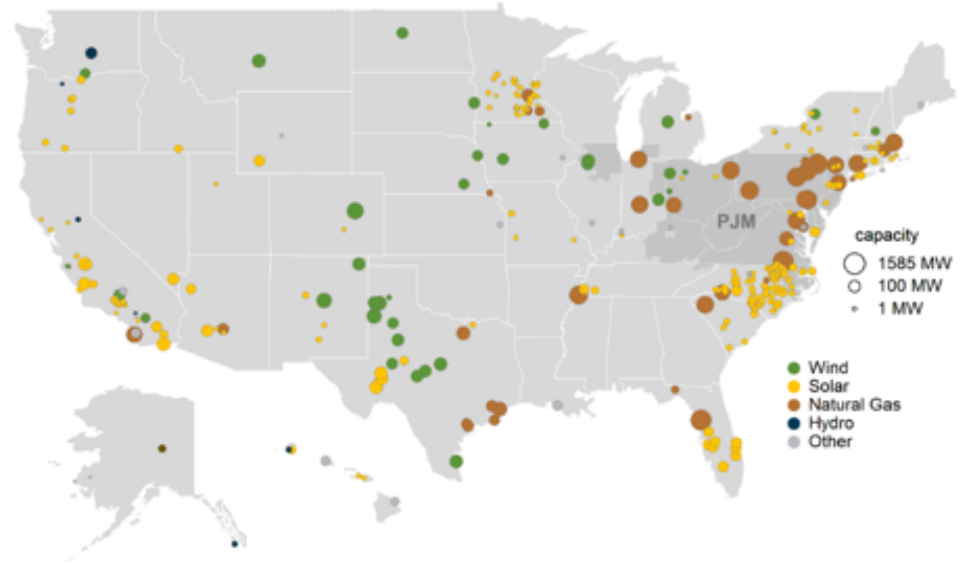 PJM
capacity
1585 MW
100 MW
1 MW
Wind
Solar
Natural Gas
Hydro
Other